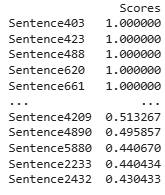 Scores
Sentence403 1.000000
Sentence423 1.000000
Sentence488 1.000000
Sentence620 1.000000
Sentence661 1.000000
... ...
Sentence4209 0.513267
Sentence4890 0.495857
Sentence5880 0.440670
Sentence2233 0.440434
Sentence2432 0.430433